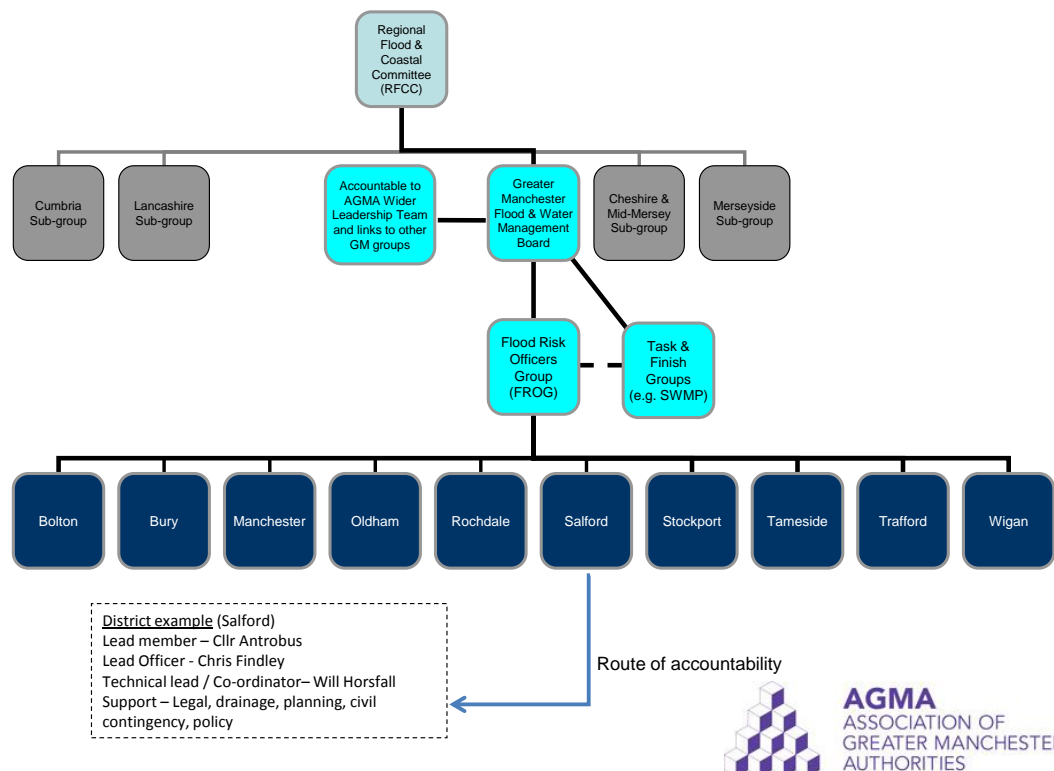 Regional
Flood &
Coastal
Committee
(RFCC)
Cumbria
Sub-group
Lancashire
Sub-group
Accountable to
AGMA Wider
Leadership Team
and links to other
GM groups
Greater
Manchester
Flood & Water
Management
Board
Cheshire &
Mid-Mersey
Sub-group
Merseyside
Sub-group
Flood Risk
Officers
Group
(FROG)
Task &
Finish
Groups
(e.g. SWMP)
Bolton
Bury
Manchester
Oldham
Rochdale
Salford
Stockport
Tameside
Trafford
Wigan
District example (Salford)
Lead member – Cllr Antrobus
Lead Officer - Chris Findley
Technical lead / Co-ordinator– Will Horsfall
Support – Legal, drainage, planning, civil
contingency, policy
Route of accountability
AGMA
ASSOCIATION OF
GREATER MANCHESTER
AUTHORITIES